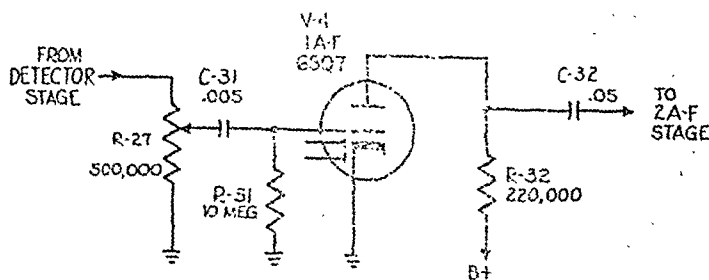 V-4
1A-F
6SQ7
FROM
DETECTOR
STAGE
C-31
.005
C-32
.05
TO
2A-F
STAGE
R-27
500,000
R-31
10 MEG
R-32
220,000
B+